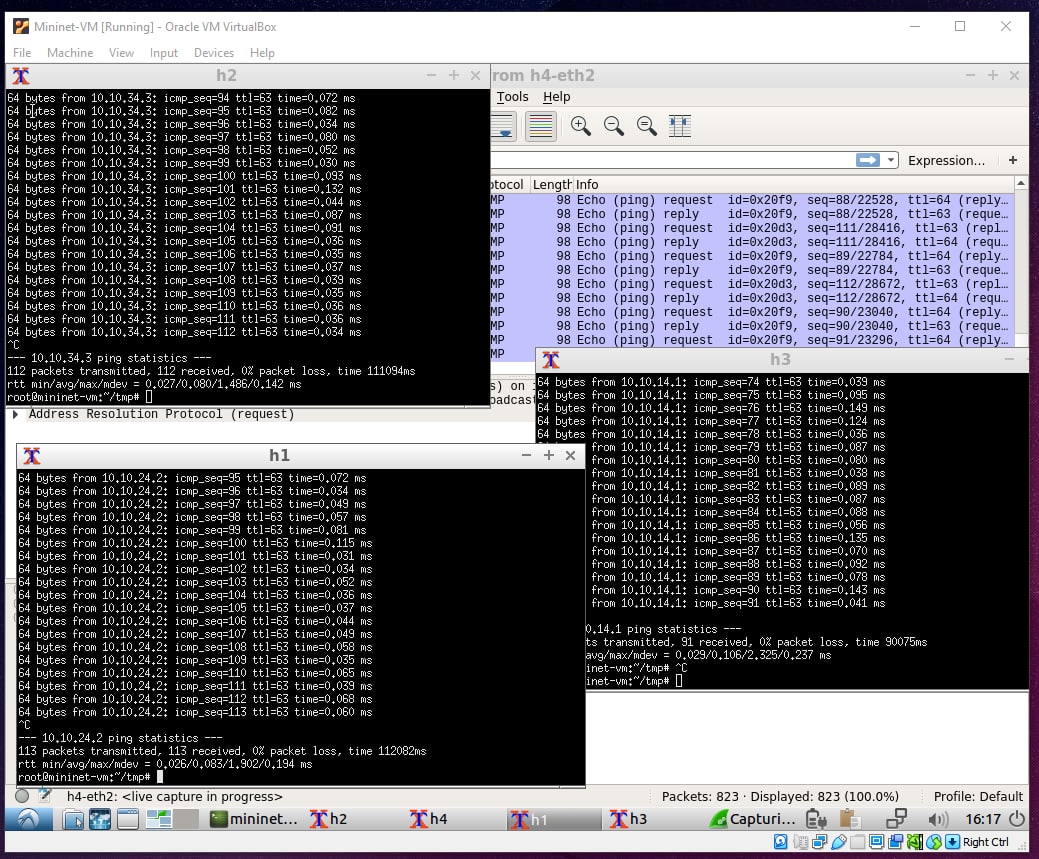 Mininet-VM [Running] - Oracle VM VirtualBox
File Machine View Input Devices Help
h2
64 bytes from 10.10.34.3: icmp_seq=94 ttl=63 time=0.072 ms
64 bytes from 10.10.34.3: icmp_seq=95 ttl=63 time=0.082 ms
64 bytes from 10.10.34.3: icmp_seq=96 ttl=63 time=0.034 ms
64 bytes from 10.10.34.3: icmp_seq=97 ttl=63 time=0.080 ms
64 bytes from 10.10.34.3: icmp_seq=98 ttl=63 time=0.052 ms
64 bytes from 10.10.34.3: icmp_seq=99 ttl=63 time=0.030 ms
64 bytes from 10.10.34.3: icmp_seq=100 ttl=63 time=0.093 ms
64 bytes from 10.10.34.3: icmp_seq=101 ttl=63 time=0.132 ms
64 bytes from 10.10.34.3: icmp_seq=102 ttl=63 time=0.044 ms
64 bytes from 10.10.34.3: icmp_seq=103 ttl=63 time=0.087 ms
64 bytes from 10.10.34.3: icmp_seq=104 ttl=63 time=0.091 ms
64 bytes from 10.10.34.3: icmp_seq=105 ttl=63 time=0.036 ms
64 bytes from 10.10.34.3: icmp_seq=106 ttl=63 time=0.035 ms
64 bytes from 10.10.34.3: icmp_seq=107 ttl=63 time=0.037 ms
64 bytes from 10.10.34.3: icmp_seq=108 ttl=63 time=0.039 ms
64 bytes from 10.10.34.3: icmp_seq=109 ttl=63 time=0.035 ms
64 bytes from 10.10.34.3: icmp_seq=110 ttl=63 time=0.036 ms
64 bytes from 10.10.34.3: icmp_seq=111 ttl=63 time=0.036 ms
64 bytes from 10.10.34.3: icmp_seq=112 ttl=63 time=0.034 ms
^C
--- 10.10.34.3 ping statistics ---
112 packets transmitted, 112 received, 0% packet loss, time 111094ms
rtt min/avg/max/mdev = 0.027/0.080/1.486/0.142 ms
root@mininet-vm:~/tmp#
rom h4-eth2
Tools Help
Expression... +
otocol Length Info
MP 98 Echo (ping) request id=0x20f9, seq=88/22528, ttl=64 (reply…
MP 98 Echo (ping) reply id=0x20f9, seq=88/22528, ttl=63 (reque…
MP 98 Echo (ping) request id=0x20d3, seq=111/28416, ttl=63 (repl…
MP 98 Echo (ping) reply id=0x20d3, seq=111/28416, ttl=64 (requ…
MP 98 Echo (ping) request id=0x20f9, seq=89/22784, ttl=64 (reply…
MP 98 Echo (ping) reply id=0x20f9, seq=89/22784, ttl=63 (reque…
MP 98 Echo (ping) request id=0x20d3, seq=112/28672, ttl=63 (repl…
MP 98 Echo (ping) reply id=0x20d3, seq=112/28672, ttl=64 (requ…
MP 98 Echo (ping) request id=0x20f9, seq=90/23040, ttl=64 (reply…
MP 98 Echo (ping) reply id=0x20f9, seq=90/23040, ttl=63 (reque…
MP 98 Echo (ping) request id=0x20f9, seq=91/23296, ttl=64 (reply…
MP
s) on
oadcas
Address Resolution Protocol (request)
h3
64 bytes from 10.10.14.1: icmp_seq=74 ttl=63 time=0.039 ms
64 bytes from 10.10.14.1: icmp_seq=75 ttl=63 time=0.095 ms
64 bytes from 10.10.14.1: icmp_seq=76 ttl=63 time=0.149 ms
64 bytes from 10.10.14.1: icmp_seq=77 ttl=63 time=0.124 ms
64 bytes from 10.10.14.1: icmp_seq=78 ttl=63 time=0.036 ms
from 10.10.14.1: icmp_seq=79 ttl=63 time=0.087 ms
from 10.10.14.1: icmp_seq=80 ttl=63 time=0.080 ms
from 10.10.14.1: icmp_seq=81 ttl=63 time=0.038 ms
from 10.10.14.1: icmp_seq=82 ttl=63 time=0.089 ms
from 10.10.14.1: icmp_seq=83 ttl=63 time=0.087 ms
from 10.10.14.1: icmp_seq=84 ttl=63 time=0.088 ms
from 10.10.14.1: icmp_seq=85 ttl=63 time=0.056 ms
from 10.10.14.1: icmp_seq=86 ttl=63 time=0.135 ms
from 10.10.14.1: icmp_seq=87 ttl=63 time=0.070 ms
from 10.10.14.1: icmp_seq=88 ttl=63 time=0.092 ms
from 10.10.14.1: icmp_seq=89 ttl=63 time=0.078 ms
from 10.10.14.1: icmp_seq=90 ttl=63 time=0.143 ms
from 10.10.14.1: icmp_seq=91 ttl=63 time=0.041 ms
0.14.1 ping statistics ---
ts transmitted, 91 received, 0% packet loss, time 90075ms
avg/max/mdev = 0.029/0.106/2.325/0.237 ms
inet-vm:~/tmp# ^C
inet-vm:~/tmp#
h1
64 bytes from 10.10.24.2: icmp_seq=95 ttl=63 time=0.072 ms
64 bytes from 10.10.24.2: icmp_seq=96 ttl=63 time=0.034 ms
64 bytes from 10.10.24.2: icmp_seq=97 ttl=63 time=0.049 ms
64 bytes from 10.10.24.2: icmp_seq=98 ttl=63 time=0.057 ms
64 bytes from 10.10.24.2: icmp_seq=99 ttl=63 time=0.081 ms
64 bytes from 10.10.24.2: icmp_seq=100 ttl=63 time=0.115 ms
64 bytes from 10.10.24.2: icmp_seq=101 ttl=63 time=0.031 ms
64 bytes from 10.10.24.2: icmp_seq=102 ttl=63 time=0.034 ms
64 bytes from 10.10.24.2: icmp_seq=103 ttl=63 time=0.052 ms
64 bytes from 10.10.24.2: icmp_seq=104 ttl=63 time=0.036 ms
64 bytes from 10.10.24.2: icmp_seq=105 ttl=63 time=0.037 ms
64 bytes from 10.10.24.2: icmp_seq=106 ttl=63 time=0.044 ms
64 bytes from 10.10.24.2: icmp_seq=107 ttl=63 time=0.049 ms
64 bytes from 10.10.24.2: icmp_seq=108 ttl=63 time=0.058 ms
64 bytes from 10.10.24.2: icmp_seq=109 ttl=63 time=0.035 ms
64 bytes from 10.10.24.2: icmp_seq=110 ttl=63 time=0.065 ms
64 bytes from 10.10.24.2: icmp_seq=111 ttl=63 time=0.039 ms
64 bytes from 10.10.24.2: icmp_seq=112 ttl=63 time=0.068 ms
64 bytes from 10.10.24.2: icmp_seq=113 ttl=63 time=0.060 ms
^C
--- 10.10.24.2 ping statistics ---
113 packets transmitted, 113 received, 0% packet loss, time 112082ms
rtt min/avg/max/mdev = 0.026/0.083/1.902/0.194 ms
root@mininet-vm:~/tmp#
h4-eth2: <live capture in progress> Packets: 823 · Displayed: 823 (100.0%) Profile: Default
mininet... h2 h4 h1 h3 Capturi... 16:17
Right Ctrl